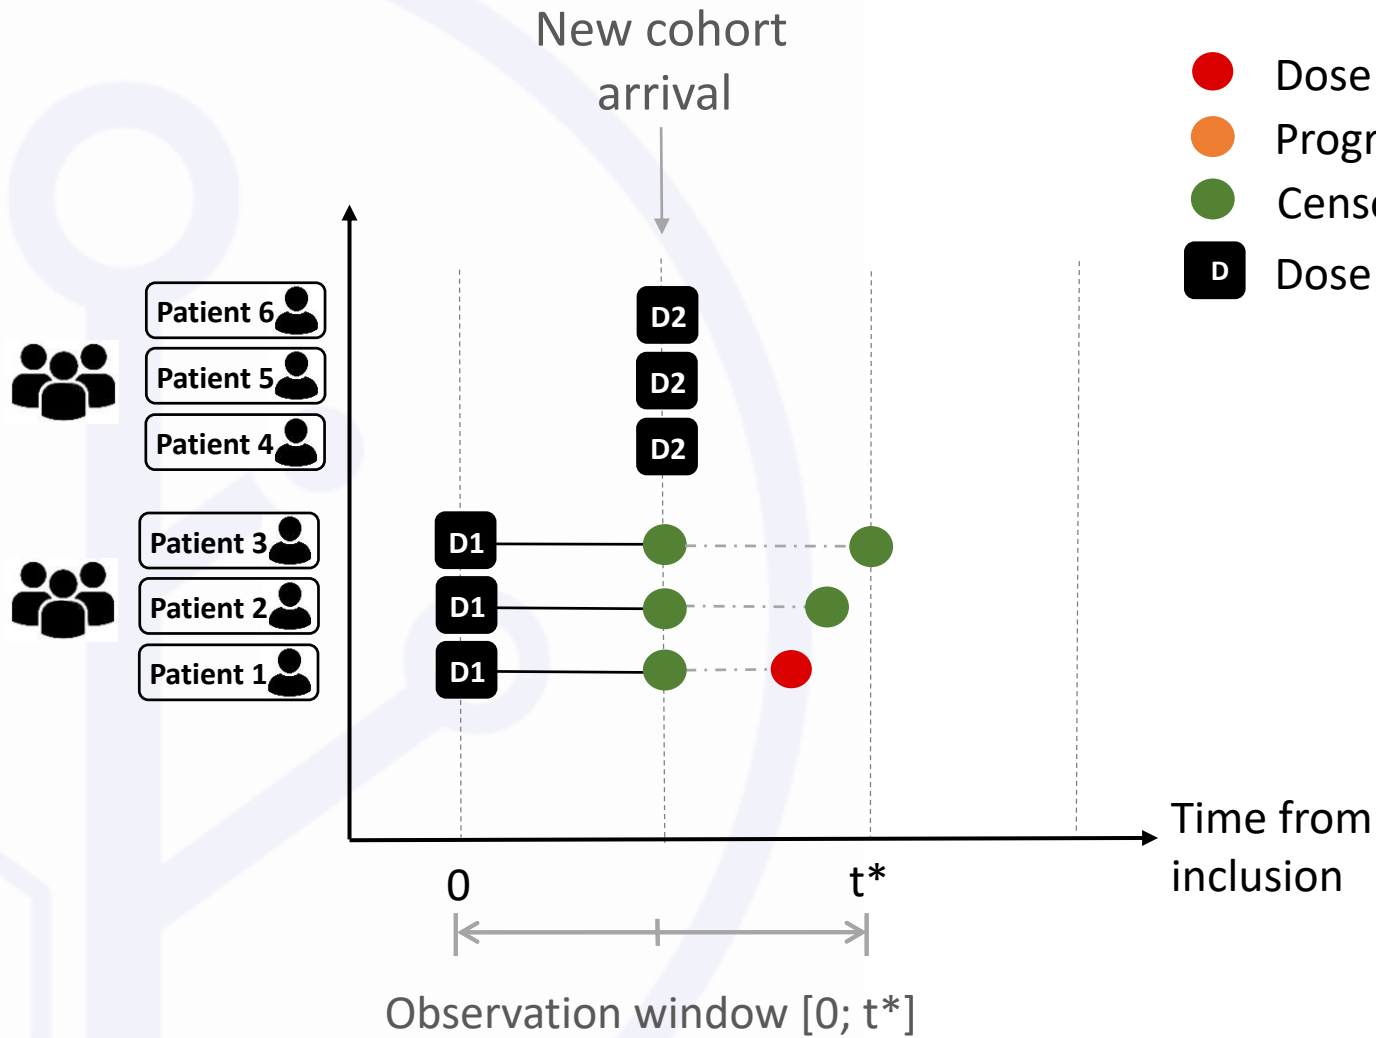 New cohort
arrival
Dose
Progr
Cens
D Dose
Patient 6
D2
Patient 5
D2
Patient 4
D2
Patient 3
D1
Patient 2
D1
Patient 1
D1
Time from
inclusion
0
t*
Observation window [0; t*]